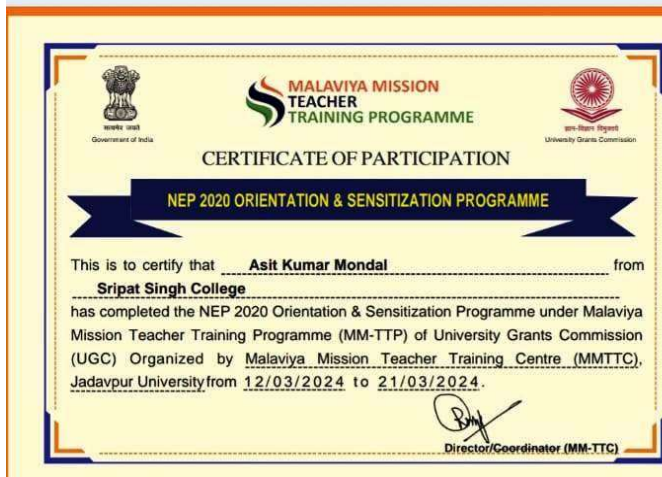 सत्यमेव जयते
Government of India
MALAVIYA MISSION
TEACHER
TRAINING PROGRAMME
ज्ञान-विज्ञान विमुक्तये
University Grants Commission
CERTIFICATE OF PARTICIPATION
NEP 2020 ORIENTATION & SENSITIZATION PROGRAMME
This is to certify that Asit Kumar Mondal from
Sripat Singh College
has completed the NEP 2020 Orientation & Sensitization Programme under Malaviya
Mission Teacher Training Programme (MM-TTP) of University Grants Commission
(UGC) Organized by Malaviya Mission Teacher Training Centre (MMTTC),
Jadavpur University from 12/03/2024 to 21/03/2024.
Director/Coordinator (MM-TTC)